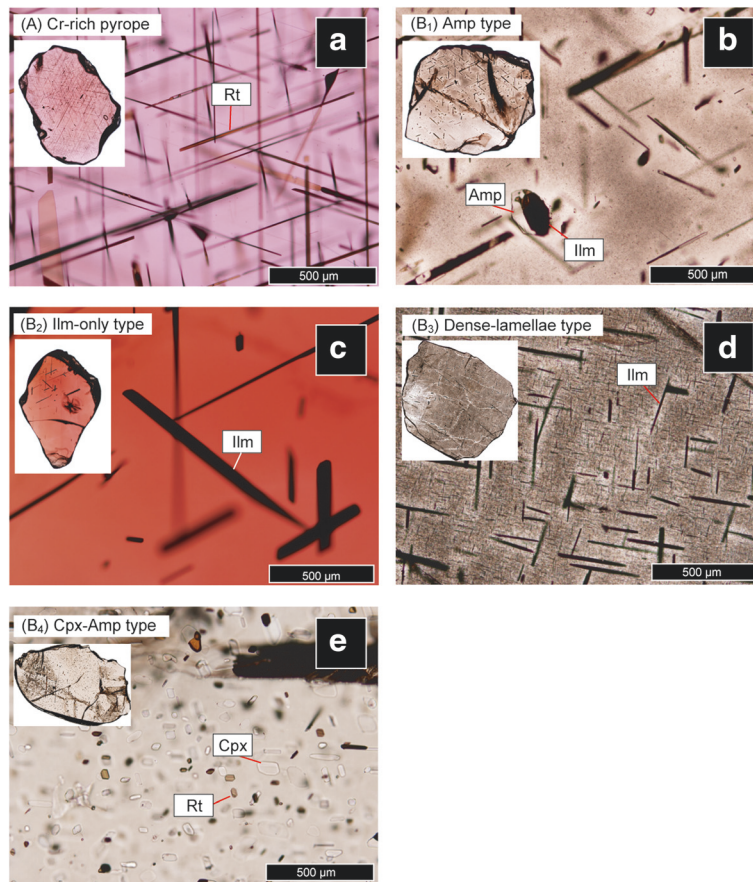 (A) Cr-rich pyrope
a
Rt
500 µm
(B₁) Amp type
b
Amp
Ilm
500 µm
(B₂) Ilm-only type
c
Ilm
500 µm
(B₃) Dense-lamellae type
d
Ilm
500 µm
(B₄) Cpx-Amp type
e
Cpx
Rt
500 µm